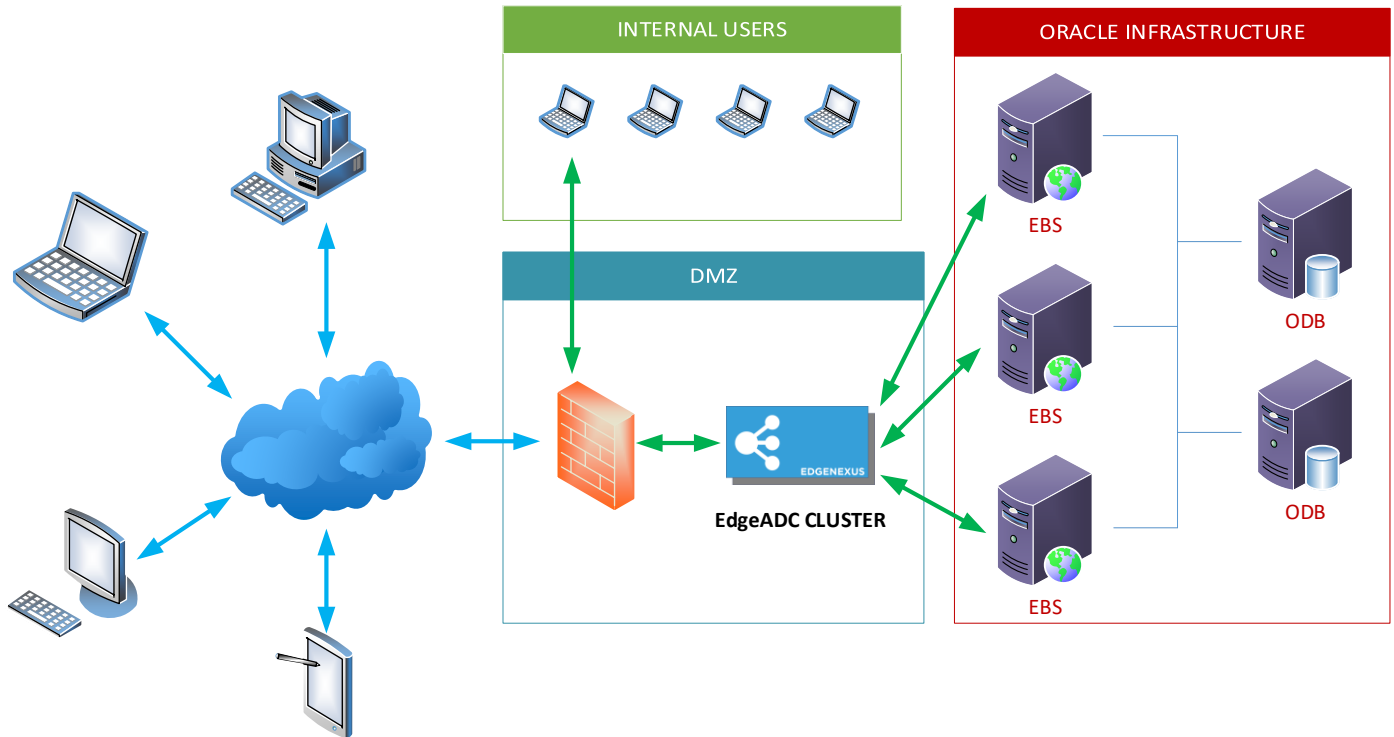 INTERNAL USERS
ORACLE INFRASTRUCTURE
EBS
DMZ
ODB
EBS
EDGENEXUS
EdgeADC CLUSTER
ODB
EBS